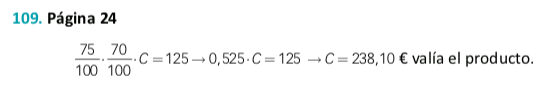 109. Página 24
75/100 · 70/100 · C = 125 → 0,525 · C = 125 → C = 238,10 € valía el producto.